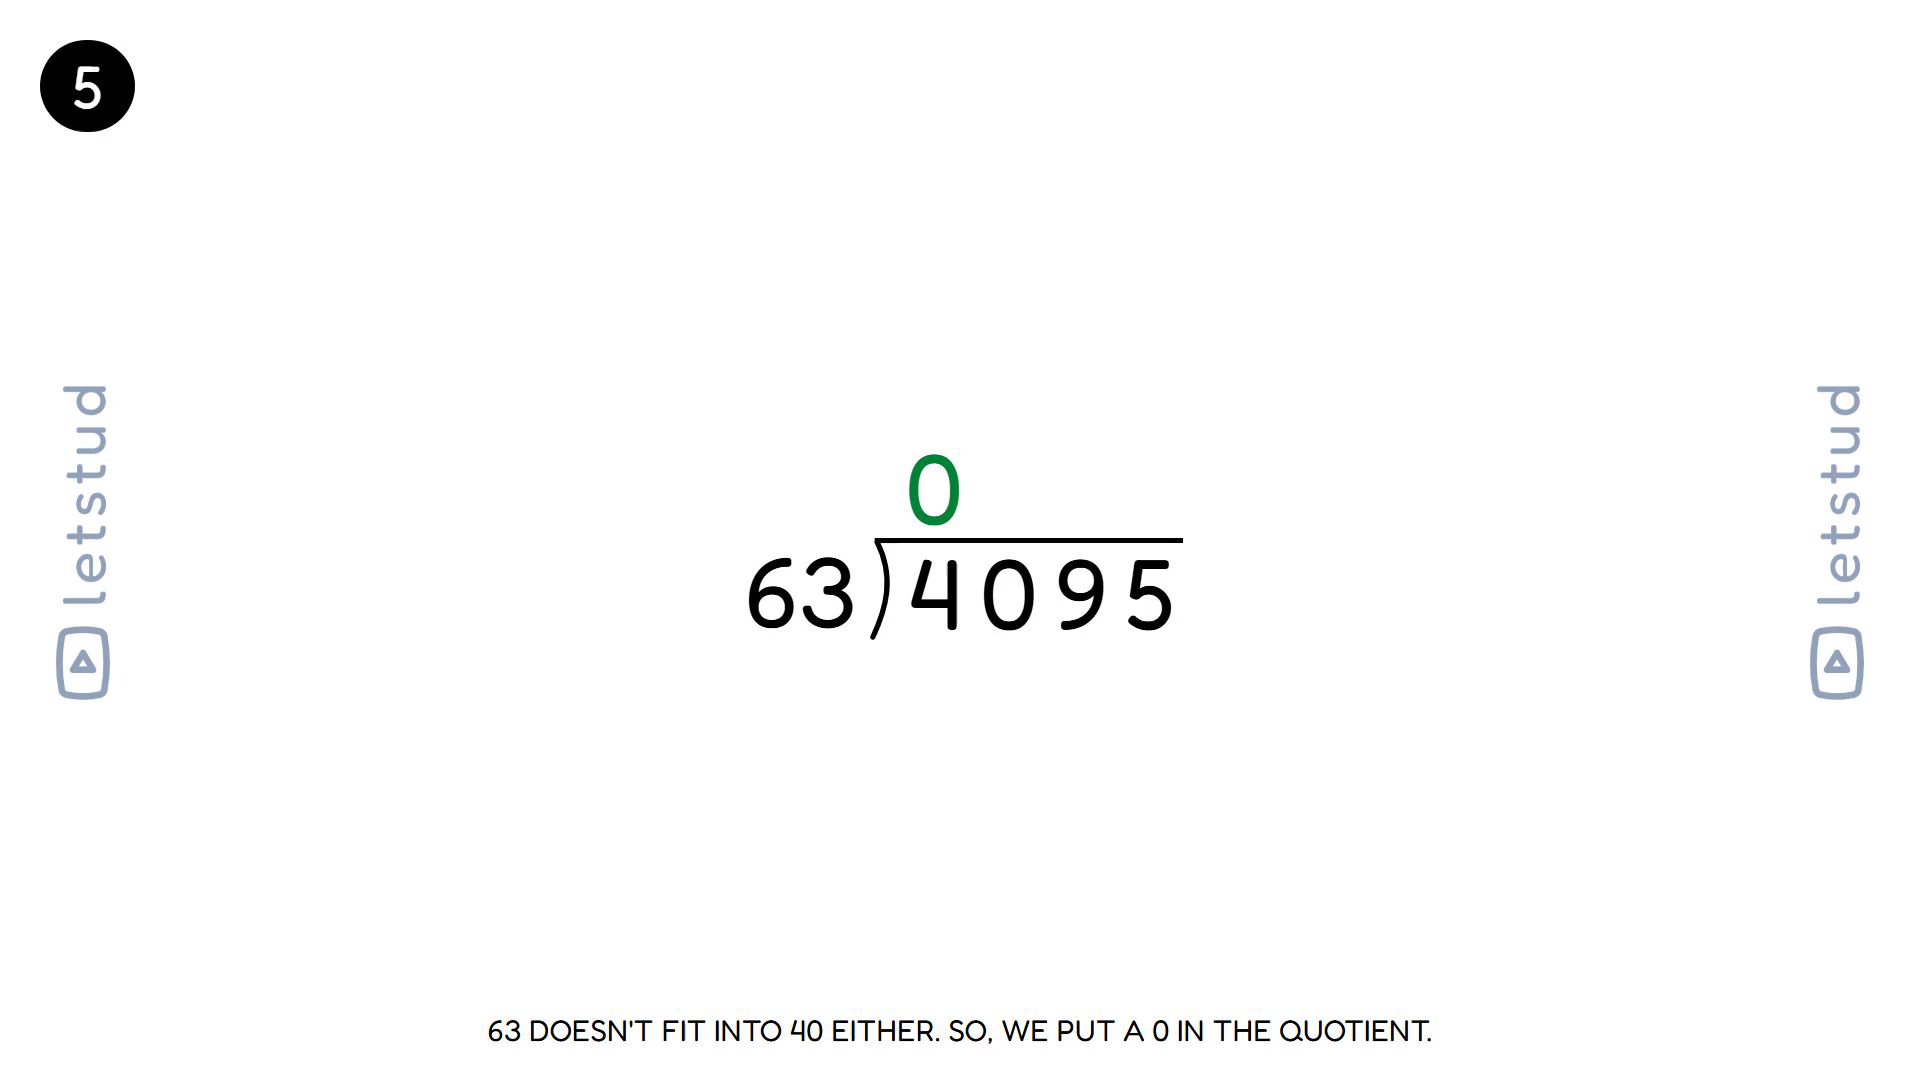 5
letstud
0
63)4095
letstud
63 DOESN'T FIT INTO 40 EITHER. SO, WE PUT A 0 IN THE QUOTIENT.